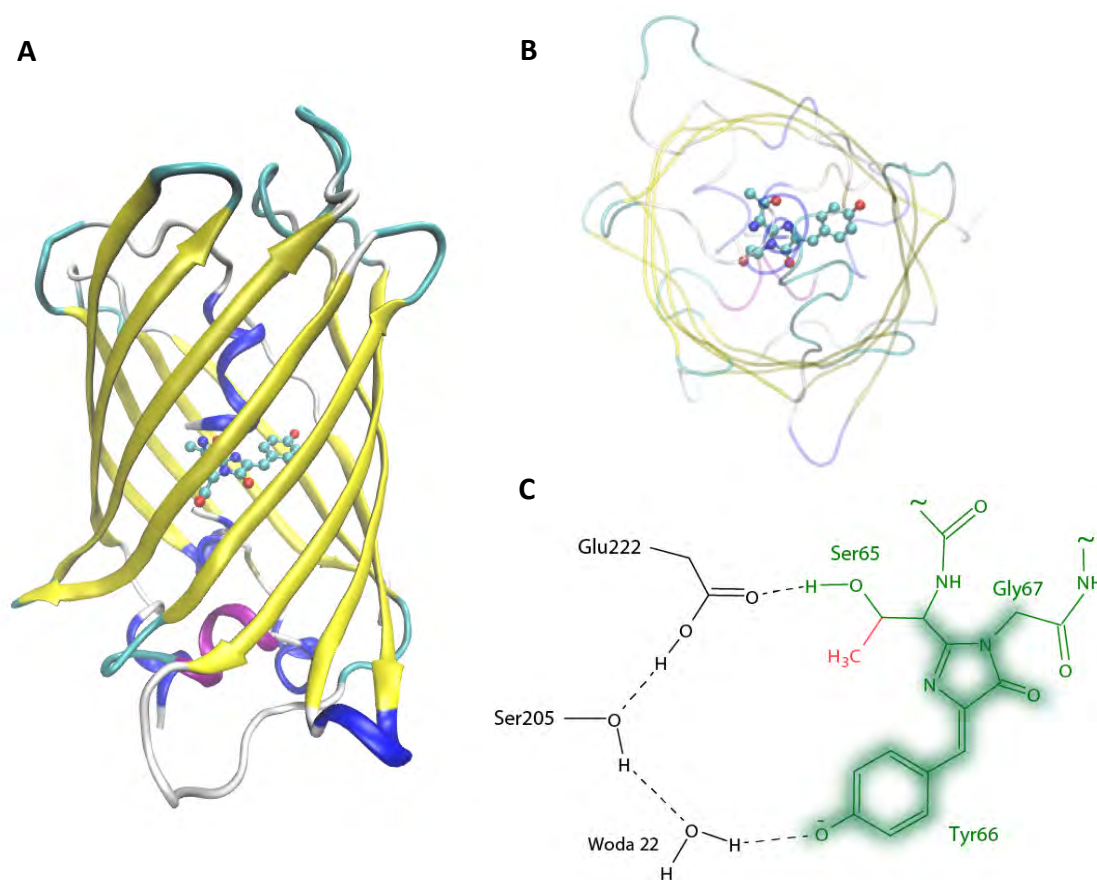 A
B
C
Glu222
O
H
O
Ser65
O
NH
~
~
NH
Gly67
O
H
H₃C
N
N
O
O
Ser205
O
H
Woda 22
O
H
H
O
-
Tyr66